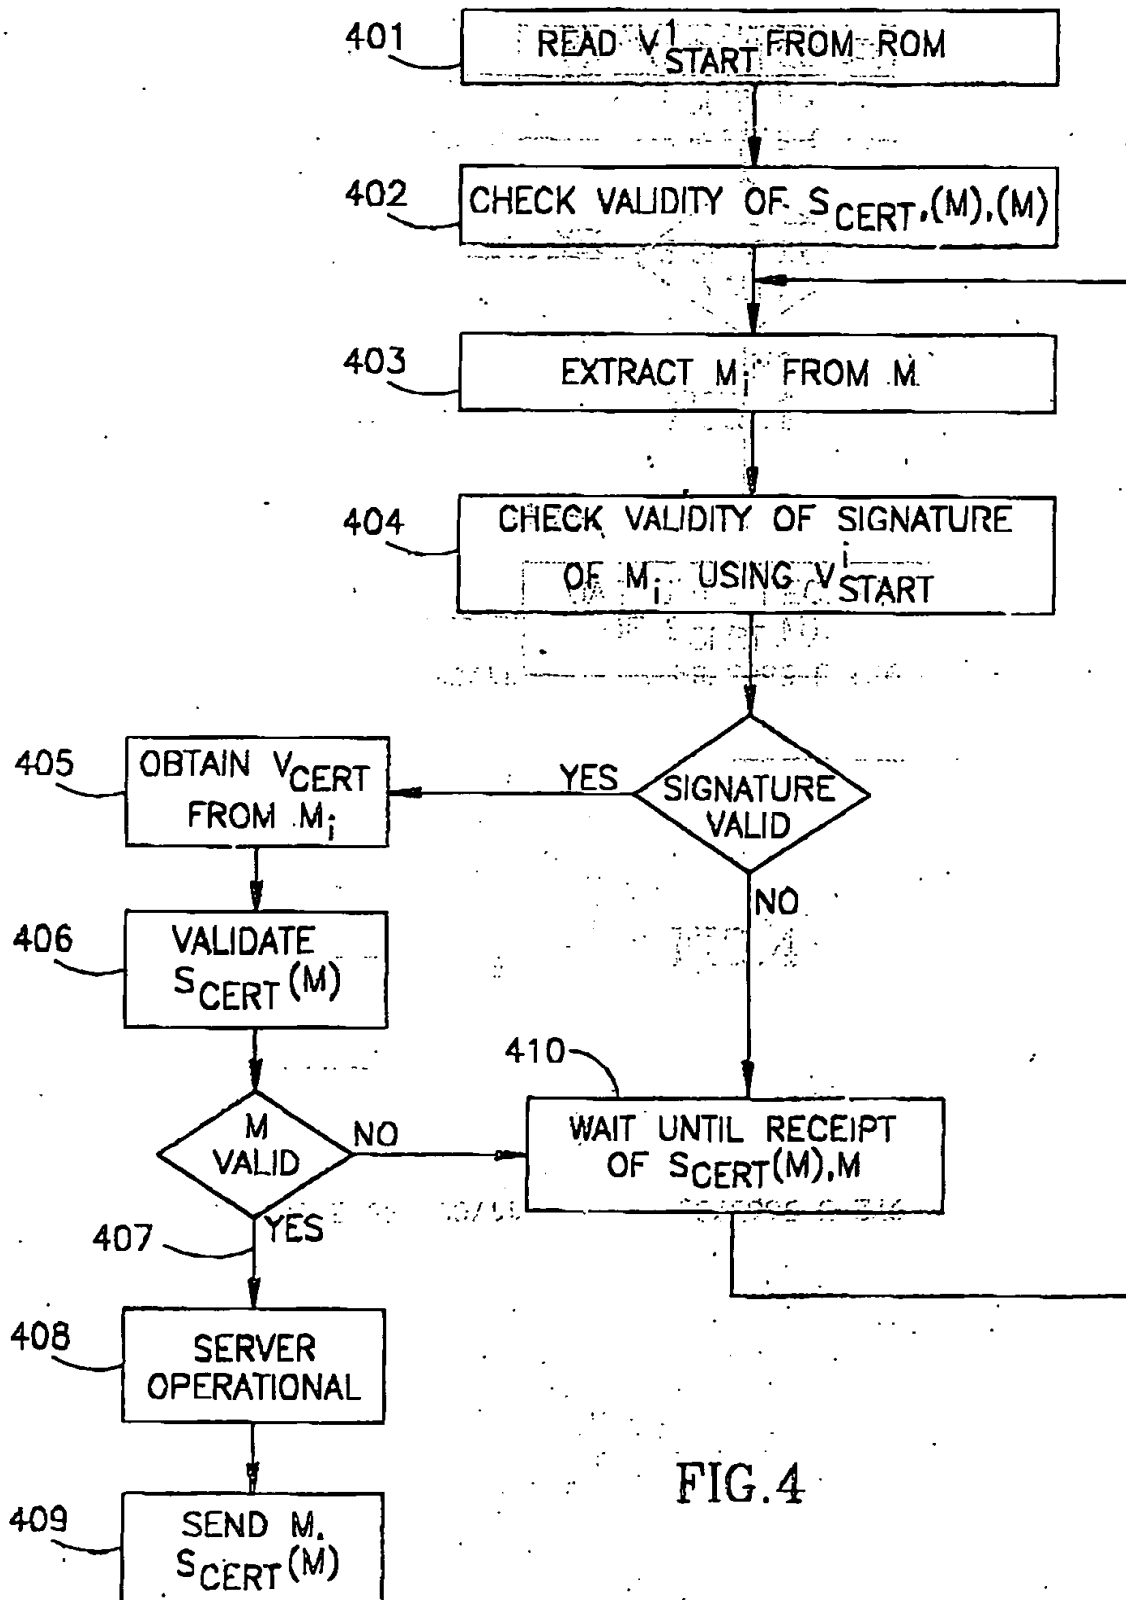 401
READ V¹START FROM ROM
402
CHECK VALIDITY OF SCERT,(M),(M)
403
EXTRACT Mi FROM M
404
CHECK VALIDITY OF SIGNATURE
OF Mi USING VⁱSTART
405
OBTAIN VCERT
FROM Mi
YES
SIGNATURE
VALID
NO
406
VALIDATE
SCERT(M)
M
VALID
NO
YES
407
410
WAIT UNTIL RECEIPT
OF SCERT(M),M
408
SERVER
OPERATIONAL
409
SEND M,
SCERT(M)
FIG.4